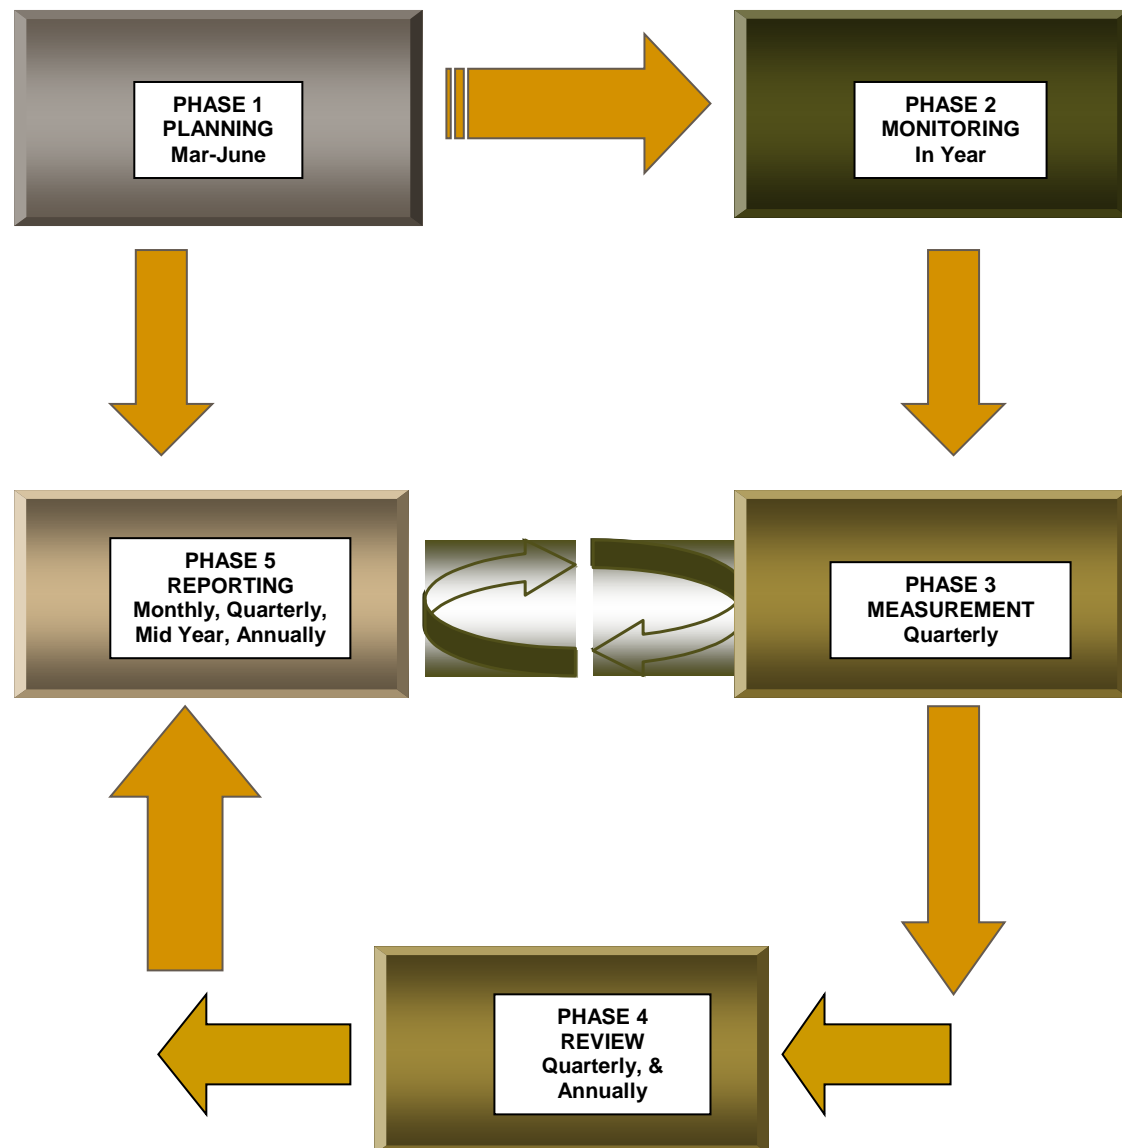 PHASE 1
PLANNING
Mar-June
PHASE 2
MONITORING
In Year
PHASE 5
REPORTING
Monthly, Quarterly,
Mid Year, Annually
PHASE 3
MEASUREMENT
Quarterly
PHASE 4
REVIEW
Quarterly, &
Annually